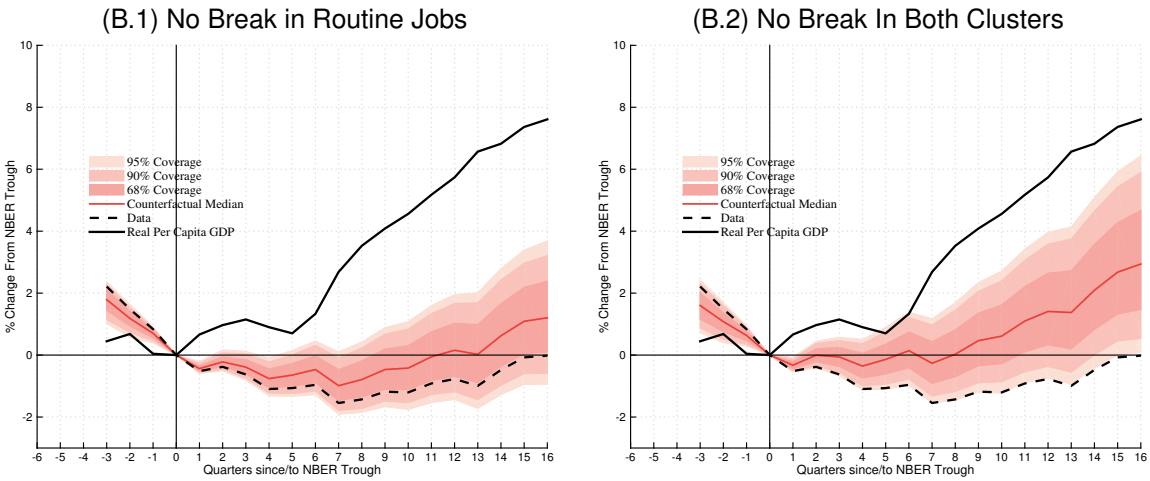 (B.1) No Break in Routine Jobs
10
8
6
4
2
0
-2
% Change From NBER Trough
95% Coverage
90% Coverage
68% Coverage
Counterfactual Median
Data
Real Per Capita GDP
-6 -5 -4 -3 -2 -1 0 1 2 3 4 5 6 7 8 9 10 11 12 13 14 15 16
Quarters since/to NBER Trough
(B.2) No Break In Both Clusters
10
8
6
4
2
0
-2
% Change From NBER Trough
95% Coverage
90% Coverage
68% Coverage
Counterfactual Median
Data
Real Per Capita GDP
-6 -5 -4 -3 -2 -1 0 1 2 3 4 5 6 7 8 9 10 11 12 13 14 15 16
Quarters since/to NBER Trough